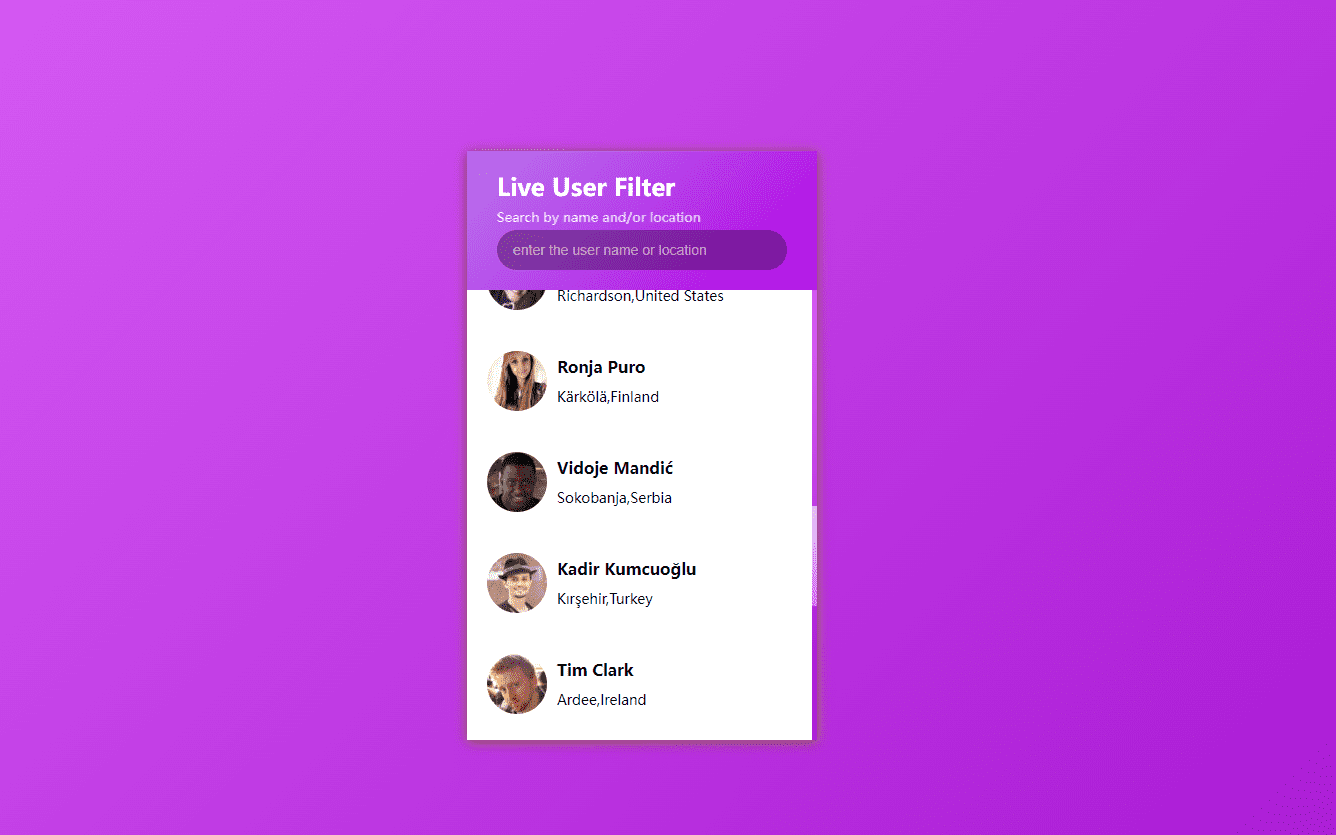 Live User Filter
Search by name and/or location
enter the user name or location
Richardson,United States
Ronja Puro
Kärkölä,Finland
Vidoje Mandić
Sokobanja,Serbia
Kadir Kumcuoğlu
Kırşehir,Turkey
Tim Clark
Ardee,Ireland